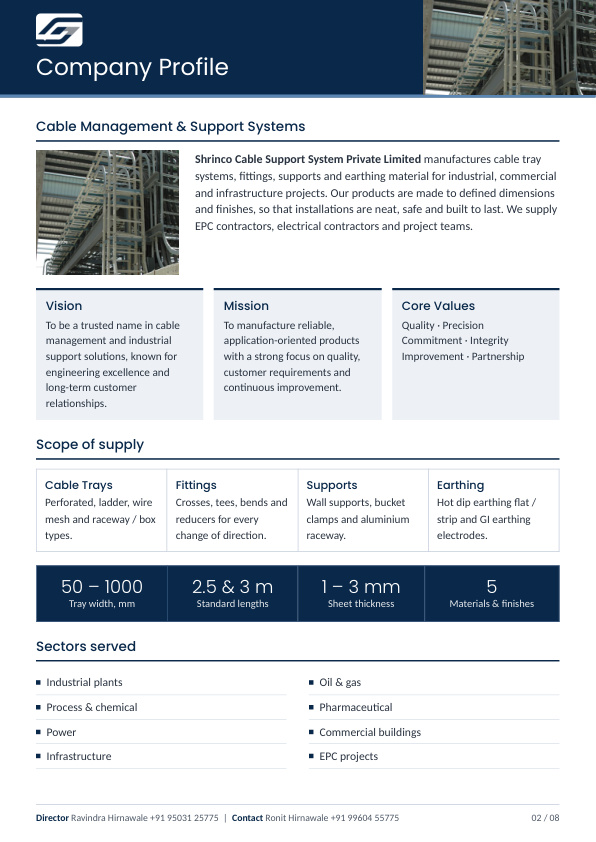 Company Profile
Cable Management & Support Systems
Shrinco Cable Support System Private Limited manufactures cable tray
systems, fittings, supports and earthing material for industrial, commercial
and infrastructure projects. Our products are made to defined dimensions
and finishes, so that installations are neat, safe and built to last. We supply
EPC contractors, electrical contractors and project teams.
Vision
To be a trusted name in cable
management and industrial
support solutions, known for
engineering excellence and
long-term customer
relationships.
Mission
To manufacture reliable,
application-oriented products
with a strong focus on quality,
customer requirements and
continuous improvement.
Core Values
Quality · Precision
Commitment · Integrity
Improvement · Partnership
Scope of supply
Cable Trays
Perforated, ladder, wire
mesh and raceway / box
types.
Fittings
Crosses, tees, bends and
reducers for every
change of direction.
Supports
Wall supports, bucket
clamps and aluminium
raceway.
Earthing
Hot dip earthing flat /
strip and GI earthing
electrodes.
50 – 1000
Tray width, mm
2.5 & 3 m
Standard lengths
1 – 3 mm
Sheet thickness
5
Materials & finishes
Sectors served
Industrial plants
Process & chemical
Power
Infrastructure
Oil & gas
Pharmaceutical
Commercial buildings
EPC projects
Director Ravindra Hirnawale +91 95031 25775 | Contact Ronit Hirnawale +91 99604 55775
02 / 08